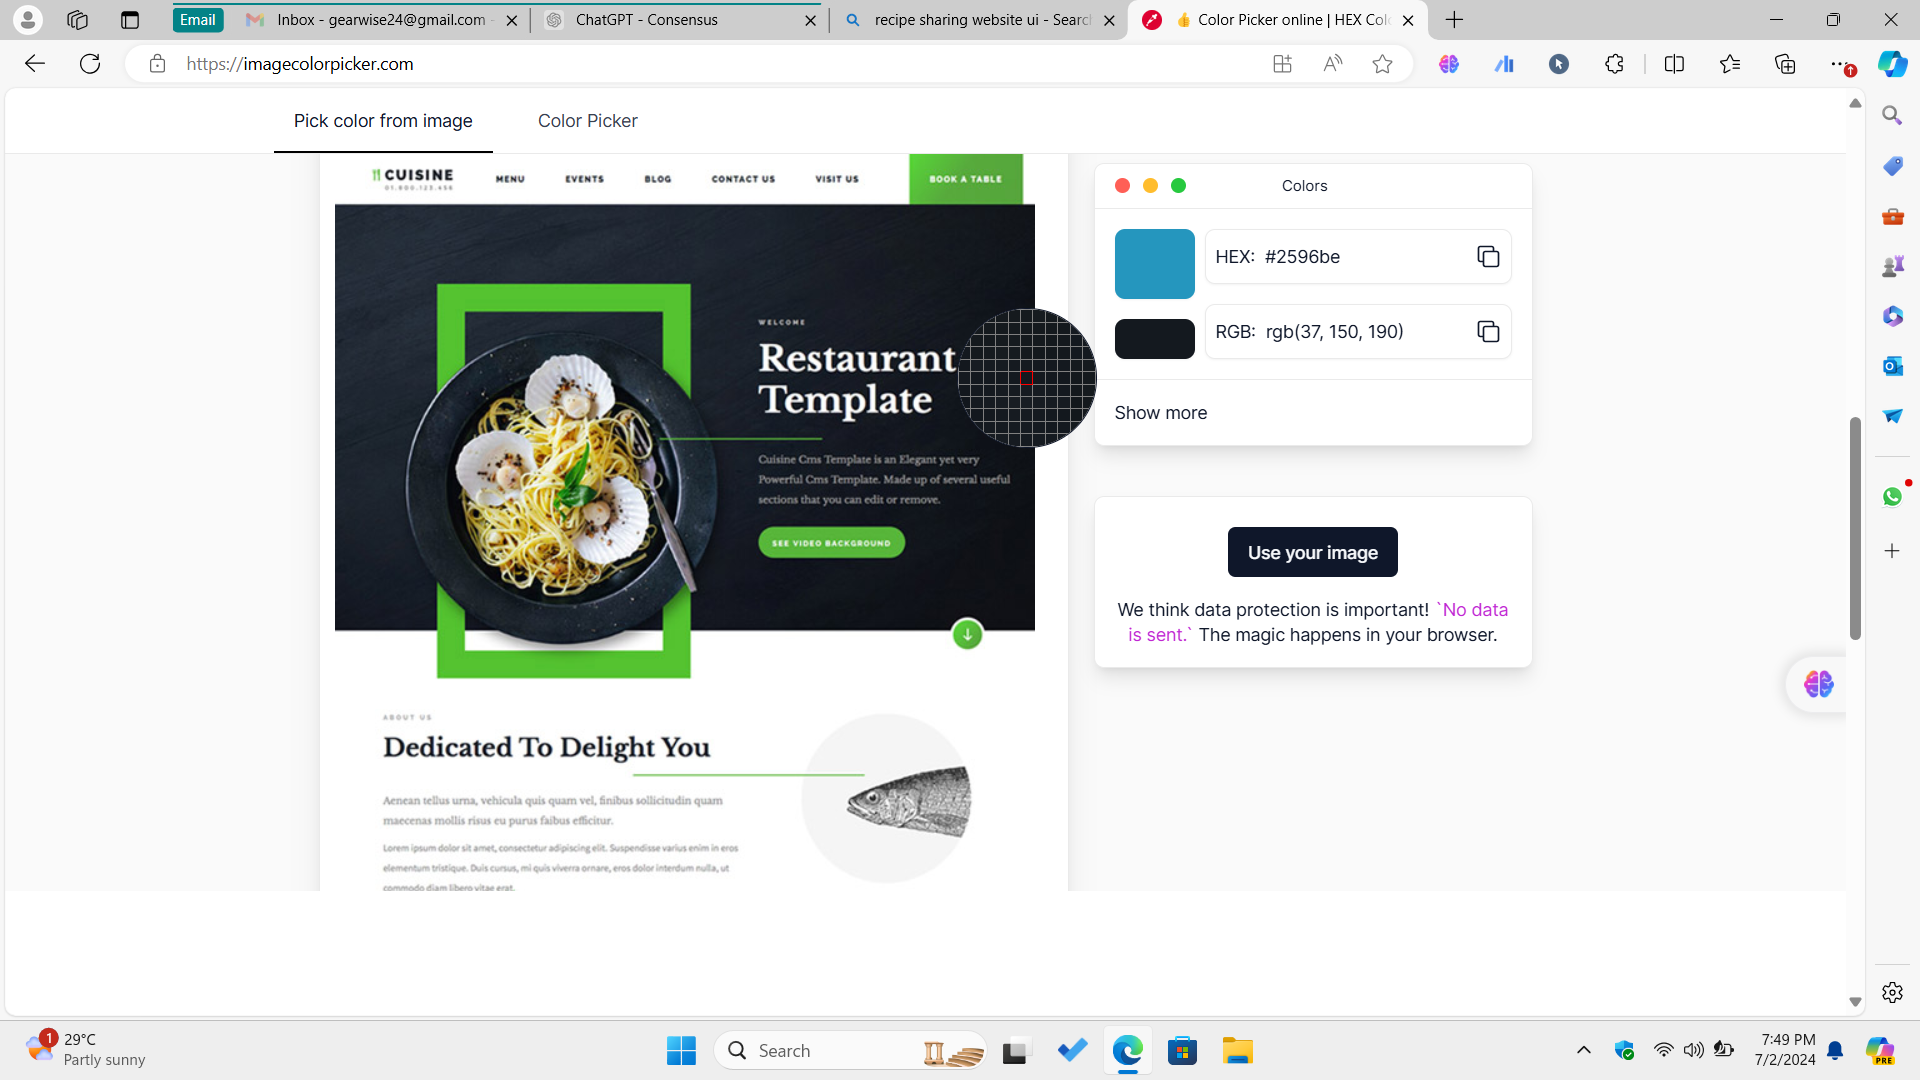 Email
Inbox - gearwise24@gmail.com -
ChatGPT - Consensus
recipe sharing website ui - Searc
👍 Color Picker online | HEX Col
https://imagecolorpicker.com
Pick color from image
Color Picker
CUISINE
01.800.123.456
MENU
EVENTS
BLOG
CONTACT US
VISIT US
BOOK A TABLE
WELCOME
Restaurant
Template
Cuisine Cms Template is an Elegant yet very
Powerful Cms Template. Made up of several useful
sections that you can edit or remove.
SEE VIDEO BACKGROUND
ABOUT US
Dedicated To Delight You
Aenean tellus urna, vehicula quis quam vel, finibus sollicitudin quam
maecenas mollis risus eu purus faibus efficitur.
Lorem ipsum dolor sit amet, consectetur adipiscing elit. Suspendisse varius enim in eros
elementum tristique. Duis cursus, mi quis viverra ornare, eros dolor interdum nulla, ut
commodo diam libero vitae erat.
Colors
HEX: #2596be
RGB: rgb(37, 150, 190)
Show more
Use your image
We think data protection is important! `No data
is sent.` The magic happens in your browser.
1
29°C
Partly sunny
Search
7:49 PM
7/2/2024
PRE